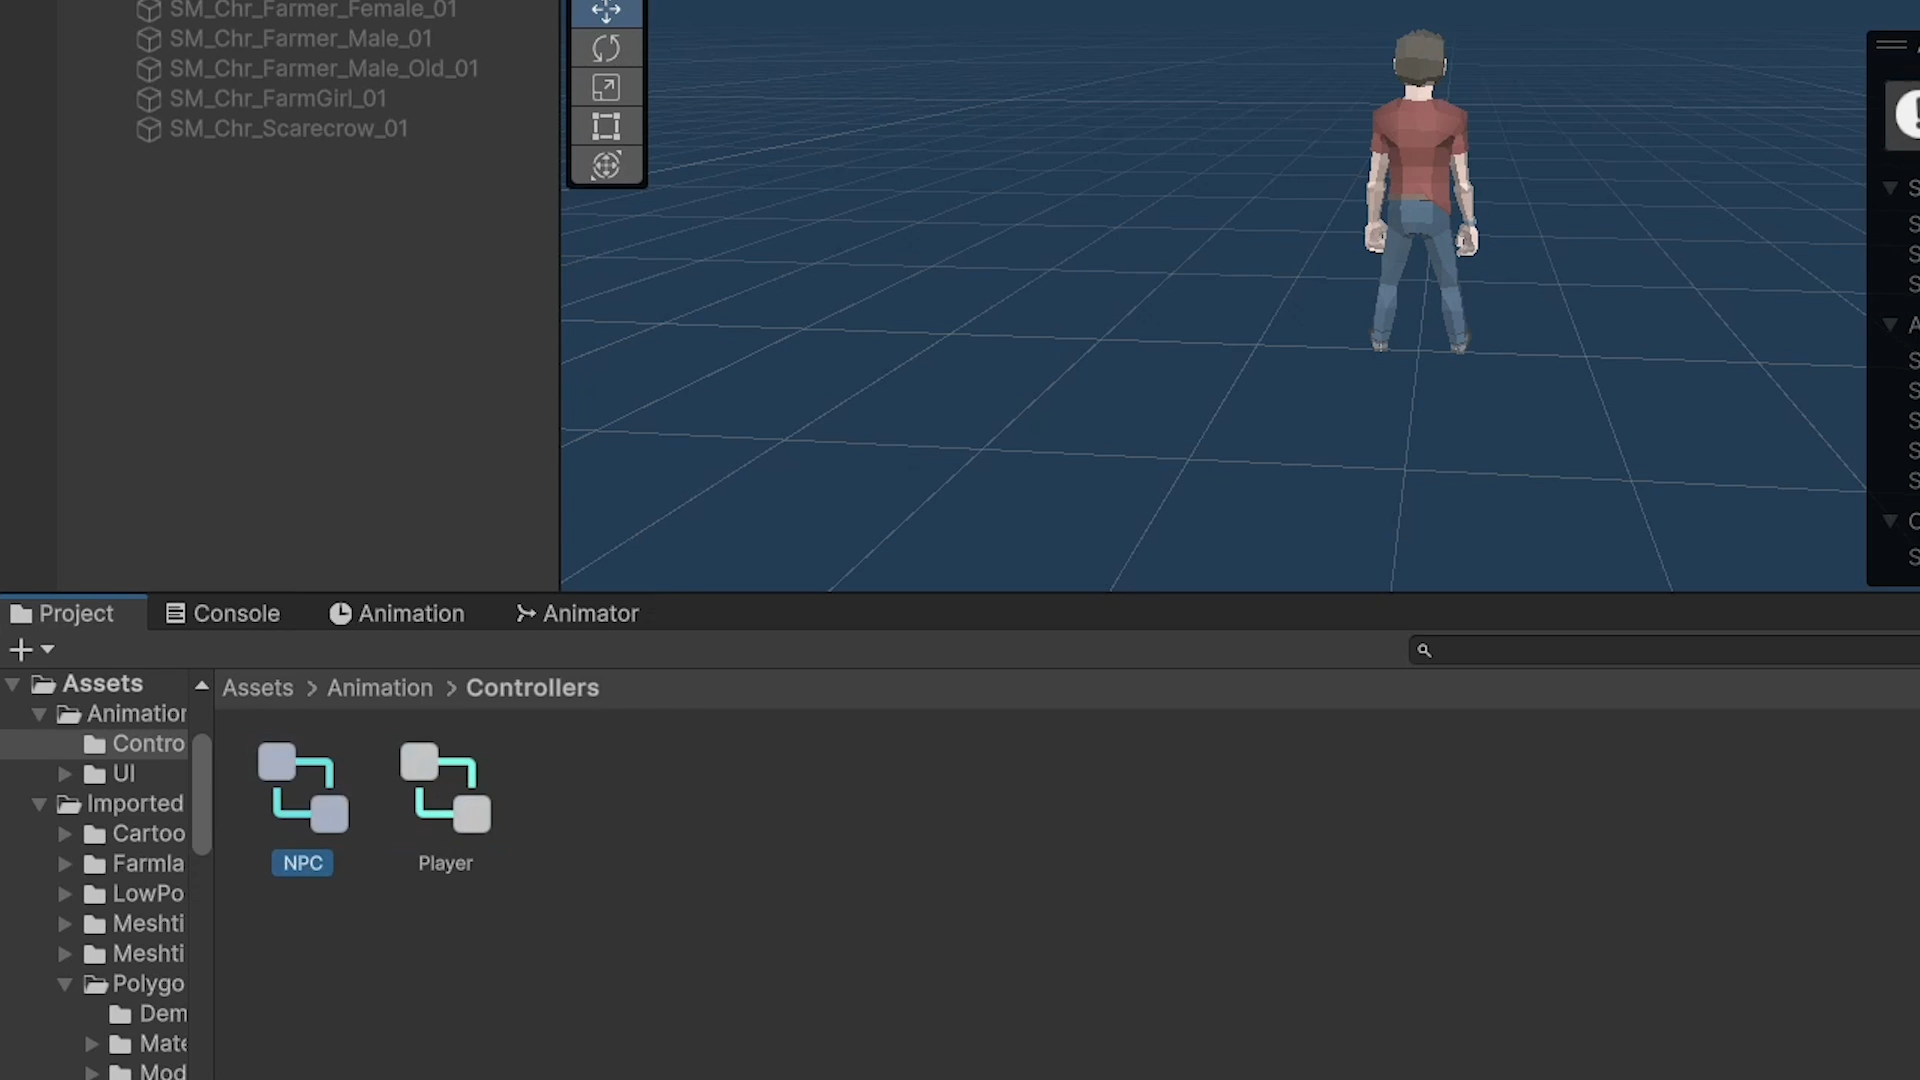 SM_Chr_Farmer_Female_01
SM_Chr_Farmer_Male_01
SM_Chr_Farmer_Male_Old_01
SM_Chr_FarmGirl_01
SM_Chr_Scarecrow_01
S
S
S
S
A
S
S
S
S
S
C
S
Project
Console
Animation
Animator
Assets
Animation
Contro
UI
Imported
Cartoo
Farmla
LowPo
Meshti
Meshti
Polygo
Dem
Mate
Mod
Assets > Animation > Controllers
NPC
Player